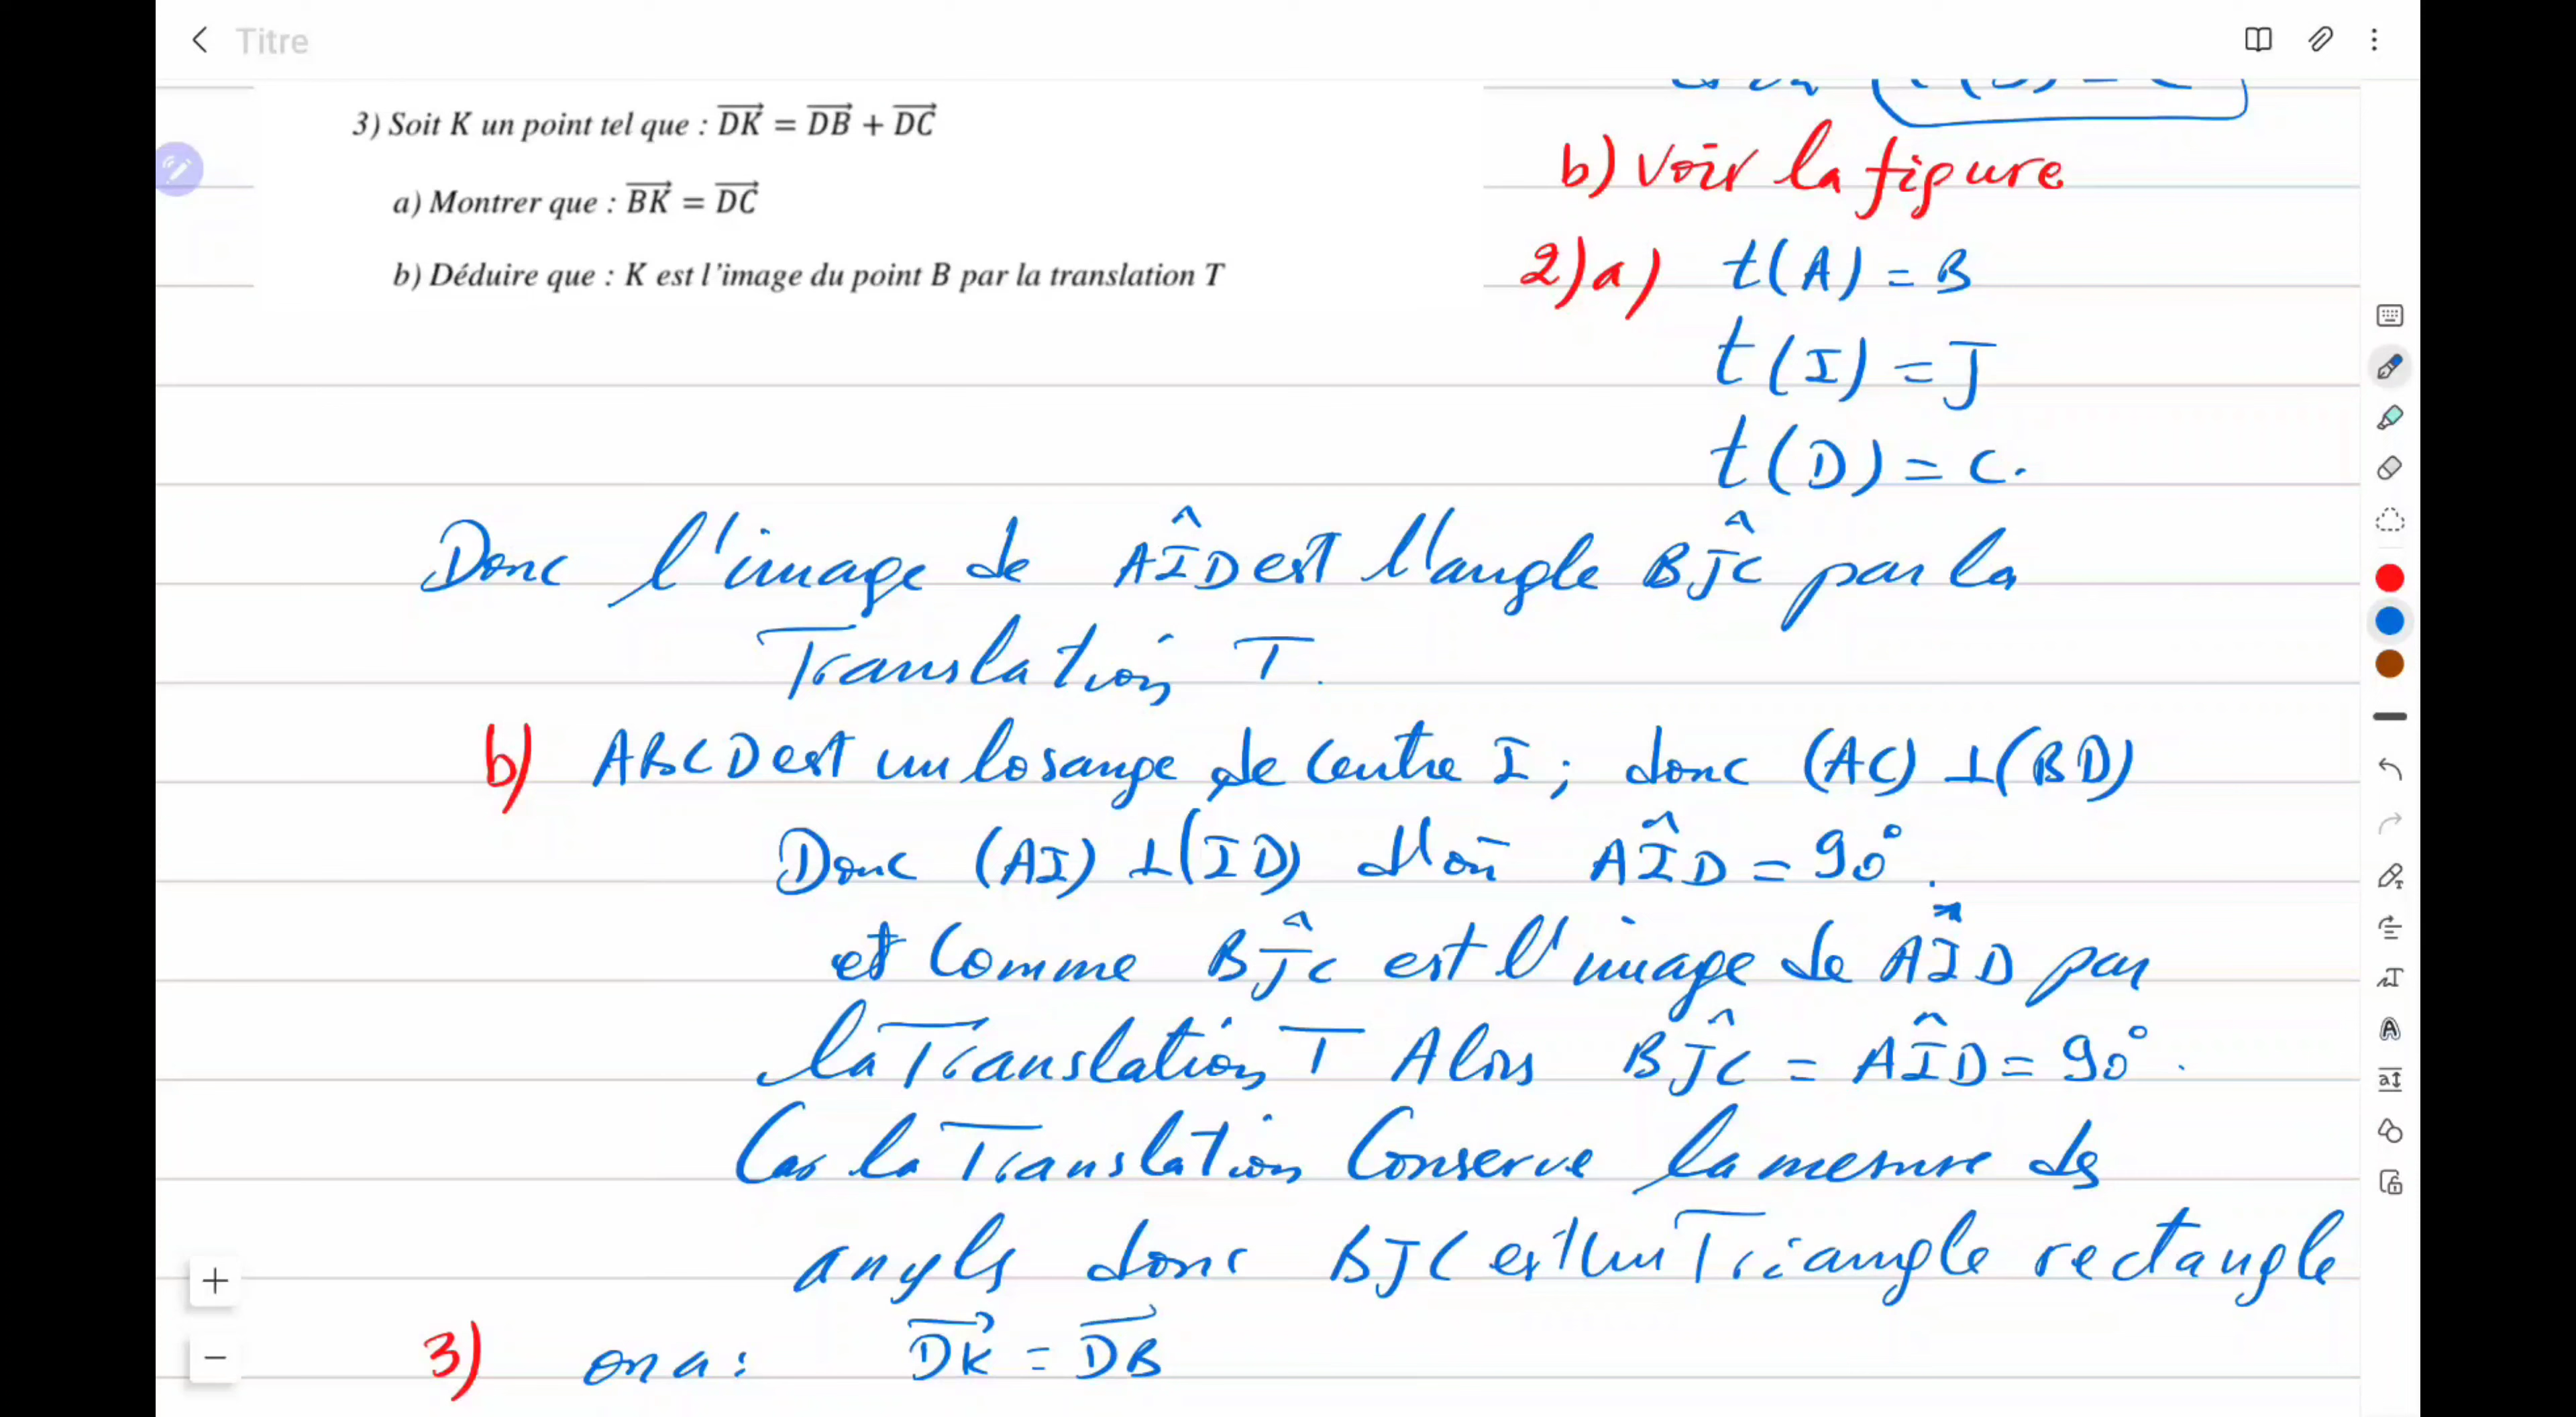 Titre
3) Soit K un point tel que : DK = DB + DC
a) Montrer que : BK = DC
b) Déduire que : K est l'image du point B par la translation T
b) voir la figure
2) a) t(A) = B
t(I) = J
t(D) = C.
Donc l'image de AÎD est l'angle BĴC par la
Translation T.
b) ABCD est un losange de centre I ; donc (AC) ⊥ (BD)
Donc (AI) ⊥ (ID) d'où AÎD = 90°.
et comme BĴC est l'image de AÎD par
la Translation T Alors BĴC = AÎD = 90°.
Car la Translation Conserve la mesure des
angls donc BJC est un Triangle rectangle
3) on a : DK = DB